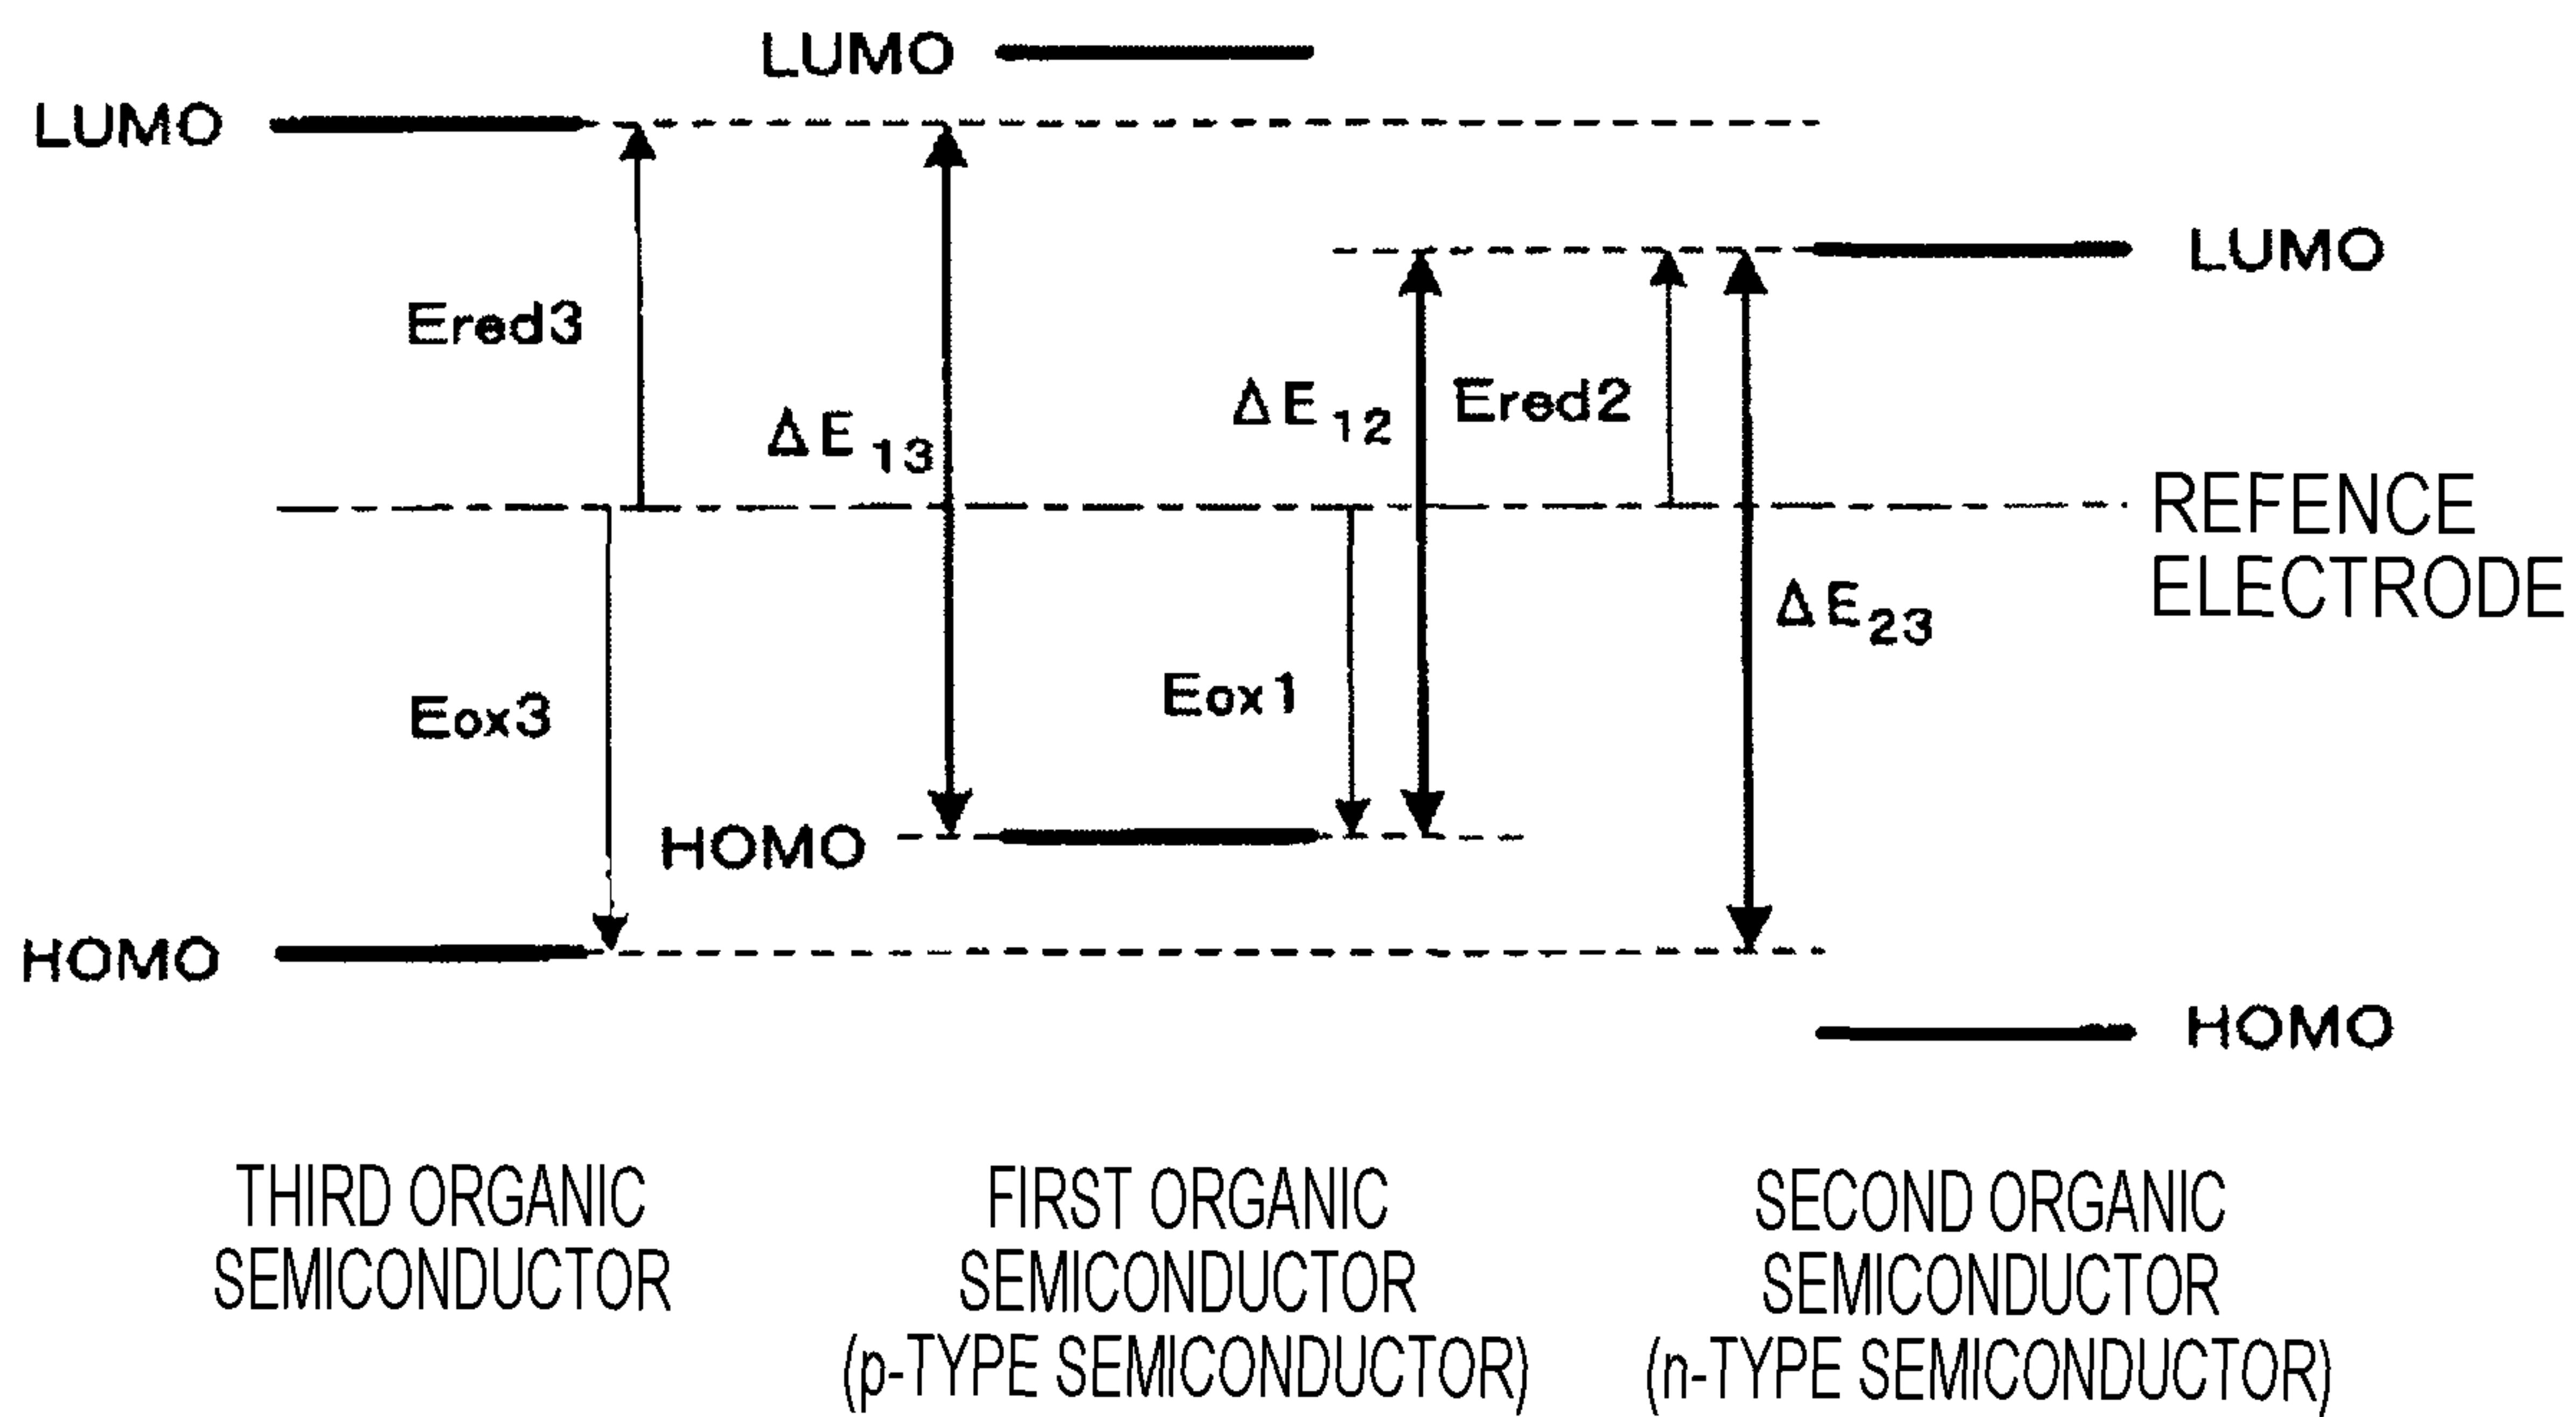 LUMO
LUMO
LUMO
Ered3
ΔE12
Ered2
ΔE13
REFENCE
ELECTRODE
ΔE23
Eox3
Eox1
HOMO
HOMO
HOMO
THIRD ORGANIC
SEMICONDUCTOR
FIRST ORGANIC
SEMICONDUCTOR
(p-TYPE SEMICONDUCTOR)
SECOND ORGANIC
SEMICONDUCTOR
(n-TYPE SEMICONDUCTOR)